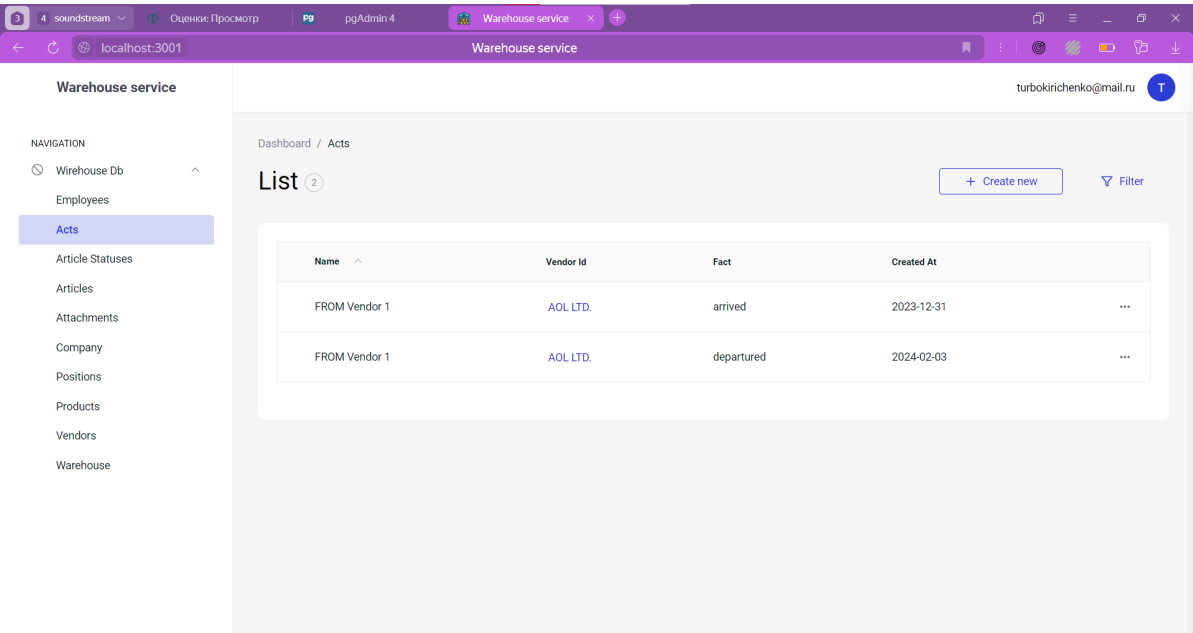 3 4 soundstream Оценки: Просмотр Pg pgAdmin 4 Warehouse service
localhost:3001 Warehouse service
Warehouse service
turbokirichenko@mail.ru T
NAVIGATION
Wirehouse Db
Employees
Acts
Article Statuses
Articles
Attachments
Company
Positions
Products
Vendors
Warehouse
Dashboard / Acts
List 2
+ Create new
Filter
Name Vendor Id Fact Created At
FROM Vendor 1 AOL LTD. arrived 2023-12-31 ···
FROM Vendor 1 AOL LTD. departured 2024-02-03 ···